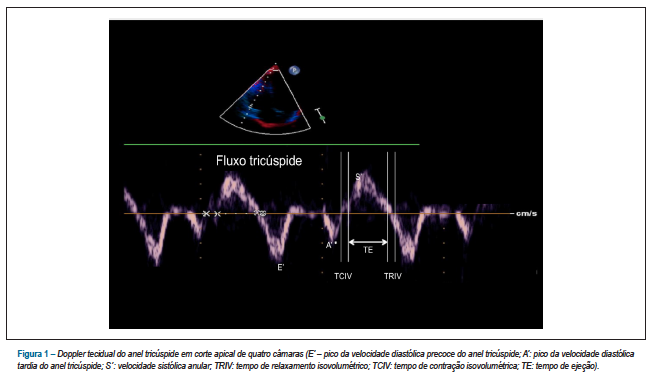 Fluxo tricúspide
S'
cm/s
A'
TE
E'
TCIV
TRIV
Figura 1 – Doppler tecidual do anel tricúspide em corte apical de quatro câmaras (E' – pico da velocidade diastólica precoce do anel tricúspide; A': pico da velocidade diastólica
tardia do anel tricúspide; S´: velocidade sistólica anular; TRIV: tempo de relaxamento isovolumétrico; TCIV: tempo de contração isovolumétrica; TE: tempo de ejeção).